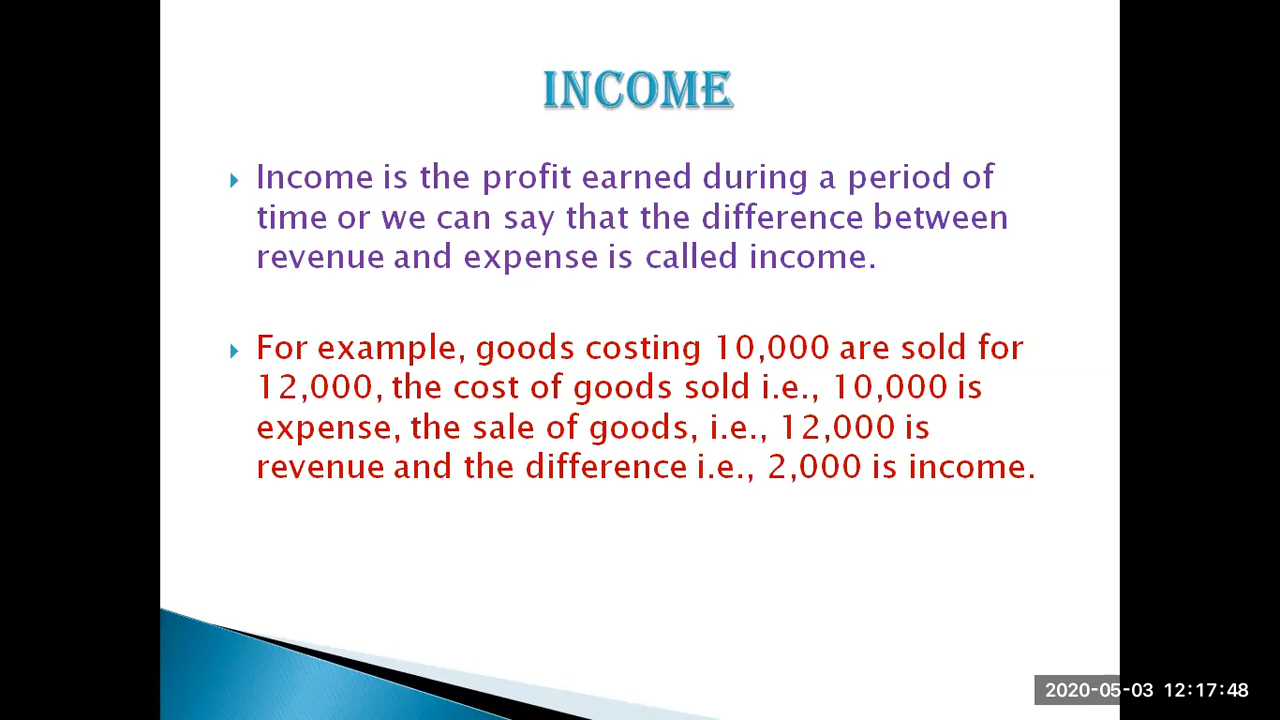 INCOME
Income is the profit earned during a period of
time or we can say that the difference between
revenue and expense is called income.
For example, goods costing 10,000 are sold for
12,000, the cost of goods sold i.e., 10,000 is
expense, the sale of goods, i.e., 12,000 is
revenue and the difference i.e., 2,000 is income.
2020-05-03 12:17:48